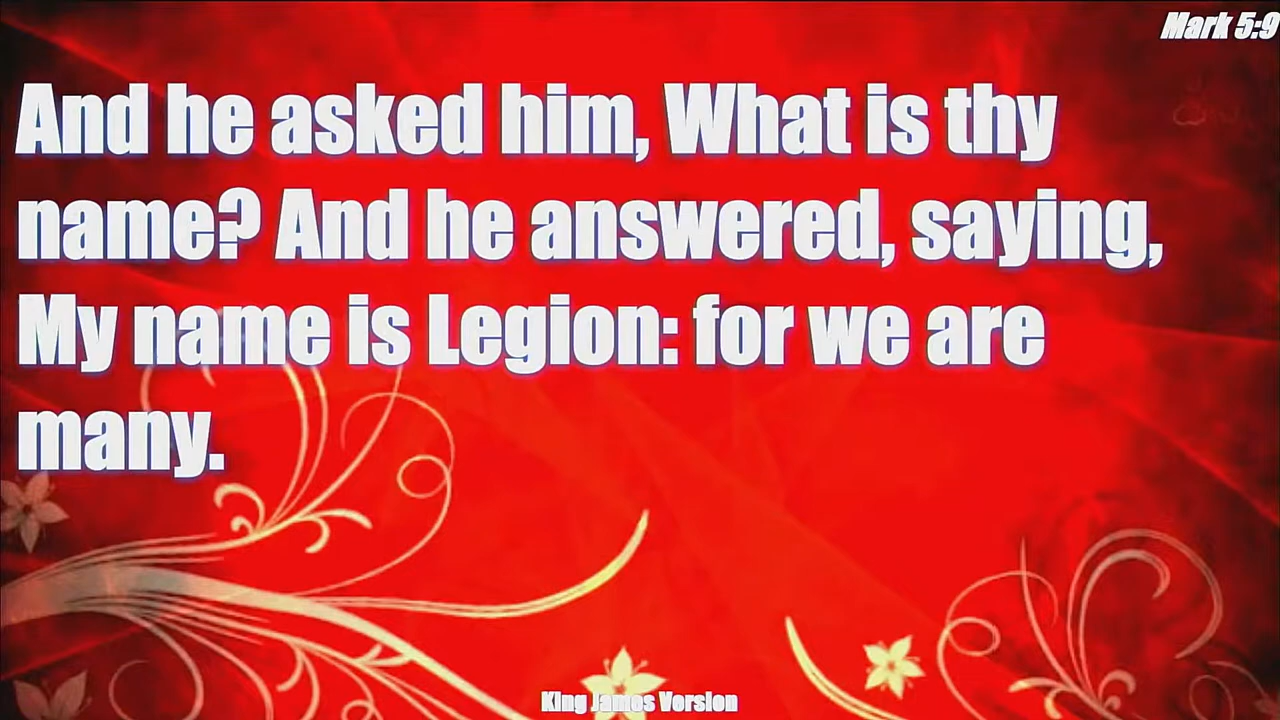 Mark 5:9
And he asked him, What is thy
name? And he answered, saying,
My name is Legion: for we are
many.
King James Version